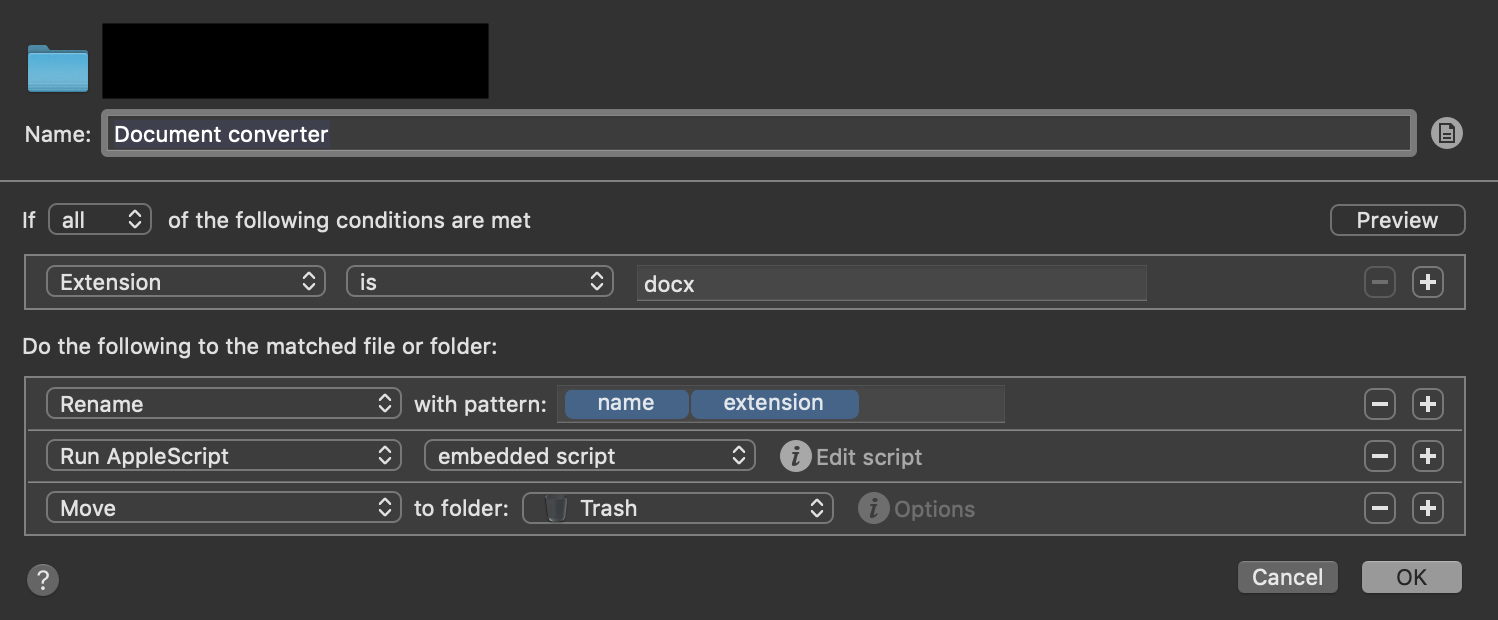 Name: Document converter
If all of the following conditions are met Preview
Extension is docx
Do the following to the matched file or folder:
Rename with pattern: name extension
Run AppleScript embedded script i Edit script
Move to folder: Trash i Options
? Cancel OK